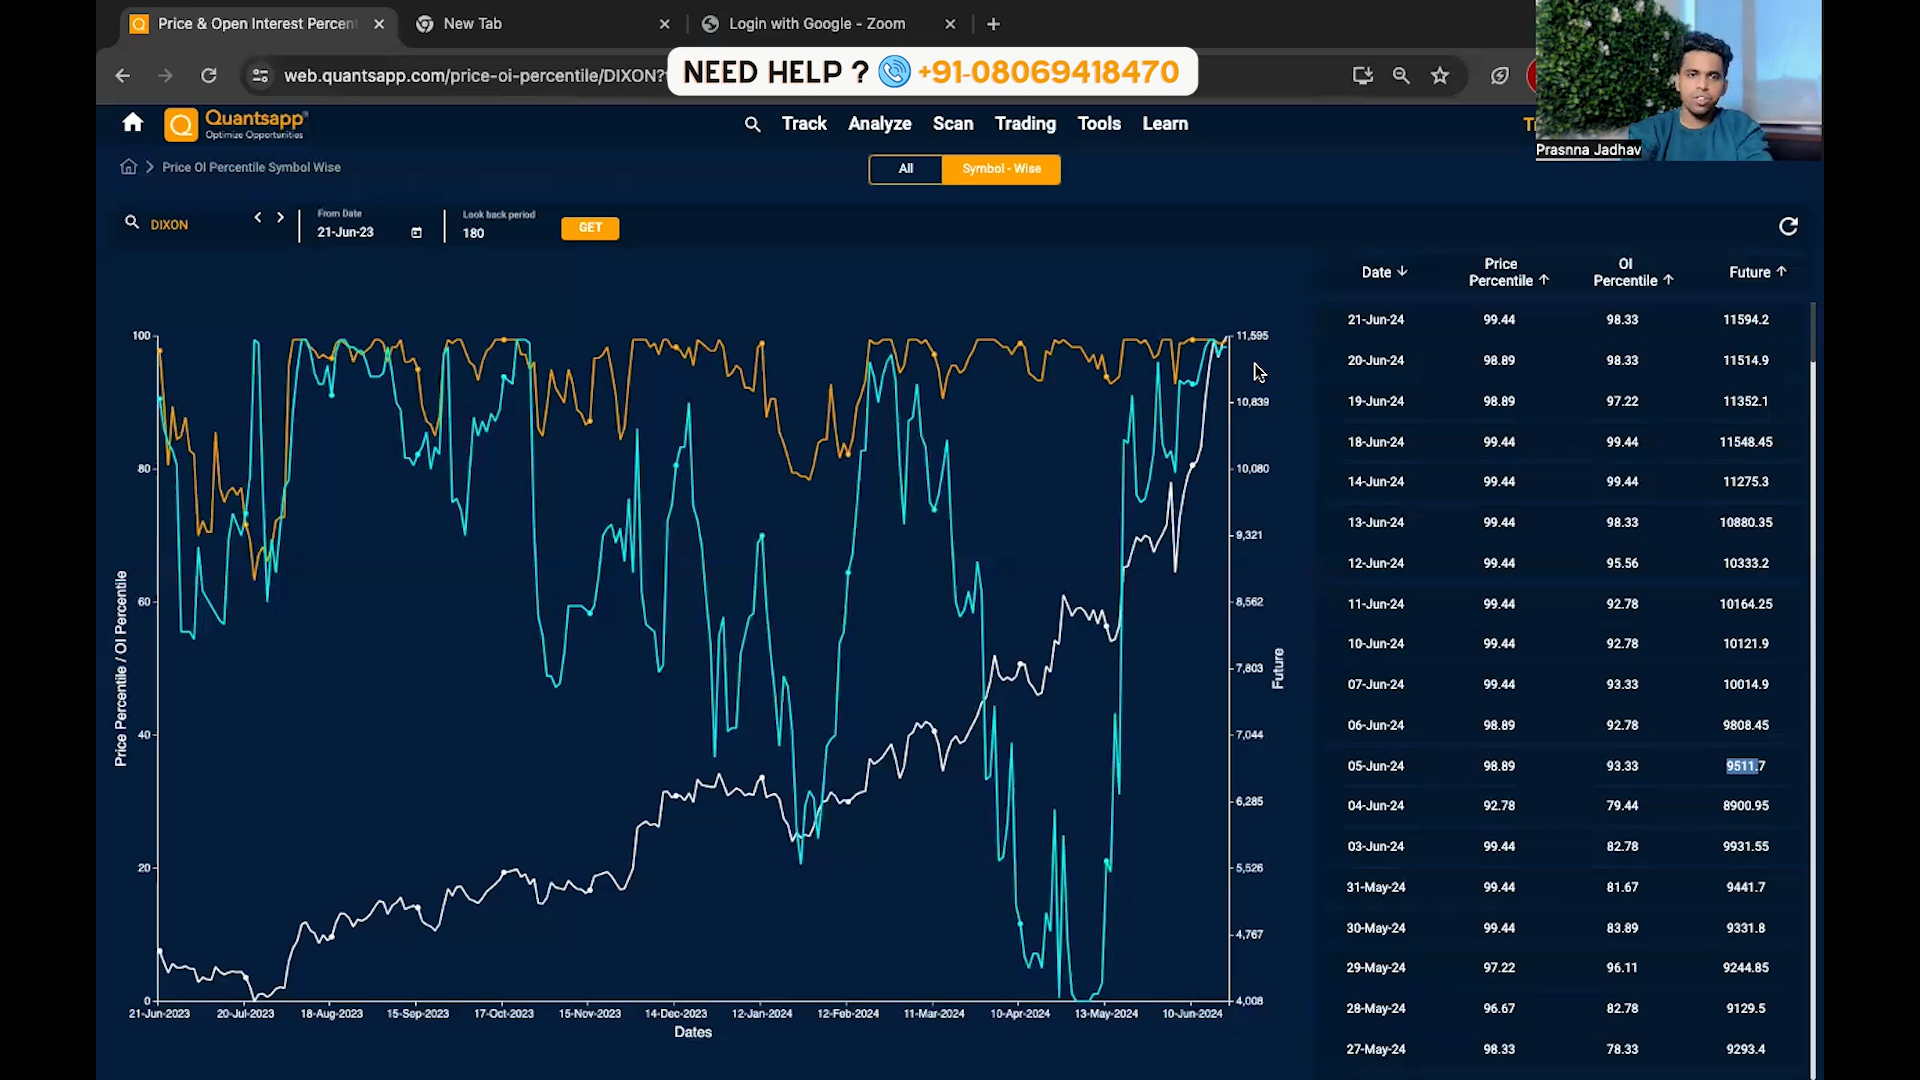 Price & Open Interest Percent
New Tab
Login with Google - Zoom
web.quantsapp.com/price-oi-percentile/DIXON?
NEED HELP ? +91-08069418470
Quantsapp
Optimize Opportunities
Track Analyze Scan Trading Tools Learn
Prasnna Jadhav
Price OI Percentile Symbol Wise
All Symbol - Wise
DIXON
From Date
21-Jun-23
Look back period
180
GET
Price Percentile / OI Percentile
100
80
60
40
20
0
11,595
10,839
10,080
9,321
8,562
7,803
7,044
6,285
5,526
4,767
4,008
Future
21-Jun-2023 20-Jul-2023 18-Aug-2023 15-Sep-2023 17-Oct-2023 15-Nov-2023 14-Dec-2023 12-Jan-2024 12-Feb-2024 11-Mar-2024 10-Apr-2024 13-May-2024 10-Jun-2024
Dates
Date Price Percentile OI Percentile Future
21-Jun-24 99.44 98.33 11594.2
20-Jun-24 98.89 98.33 11514.9
19-Jun-24 98.89 97.22 11352.1
18-Jun-24 99.44 99.44 11548.45
14-Jun-24 99.44 99.44 11275.3
13-Jun-24 99.44 98.33 10880.35
12-Jun-24 99.44 95.56 10333.2
11-Jun-24 99.44 92.78 10164.25
10-Jun-24 99.44 92.78 10121.9
07-Jun-24 99.44 93.33 10014.9
06-Jun-24 98.89 92.78 9808.45
05-Jun-24 98.89 93.33 9511.7
04-Jun-24 92.78 79.44 8900.95
03-Jun-24 99.44 82.78 9931.55
31-May-24 99.44 81.67 9441.7
30-May-24 99.44 83.89 9331.8
29-May-24 97.22 96.11 9244.85
28-May-24 96.67 82.78 9129.5
27-May-24 98.33 78.33 9293.4